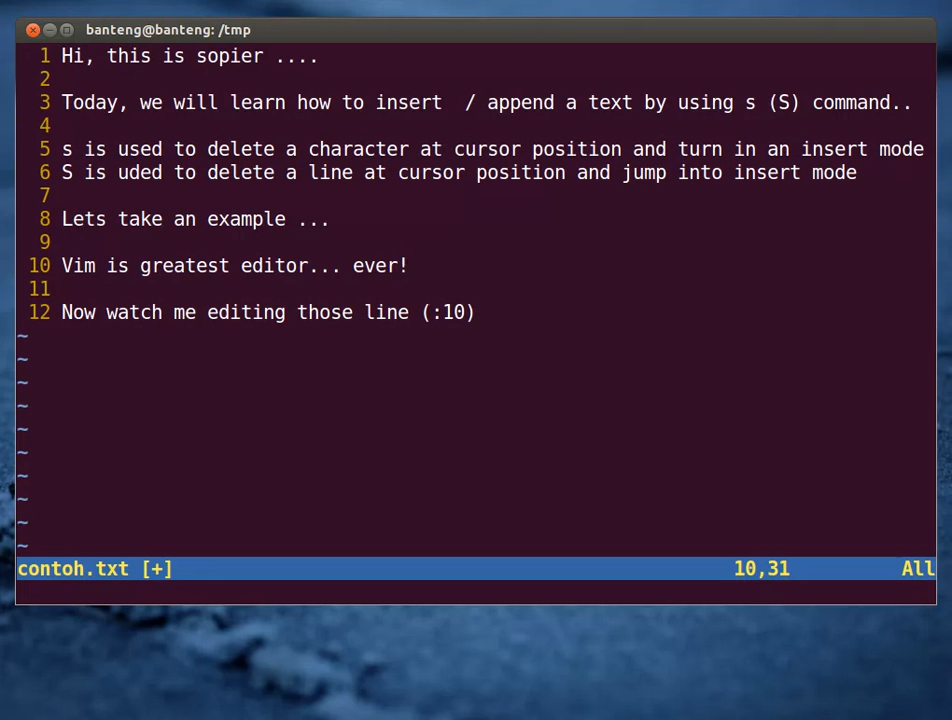 banteng@banteng: /tmp
1 Hi, this is sopier ....
2
3 Today, we will learn how to insert  / append a text by using s (S) command..
4
5 s is used to delete a character at cursor position and turn in an insert mode
6 S is uded to delete a line at cursor position and jump into insert mode
7
8 Lets take an example ...
9
10 Vim is greatest editor... ever!
11
12 Now watch me editing those line (:10)
~
~
~
~
~
~
~
~
~
~
contoh.txt [+] 10,31 All